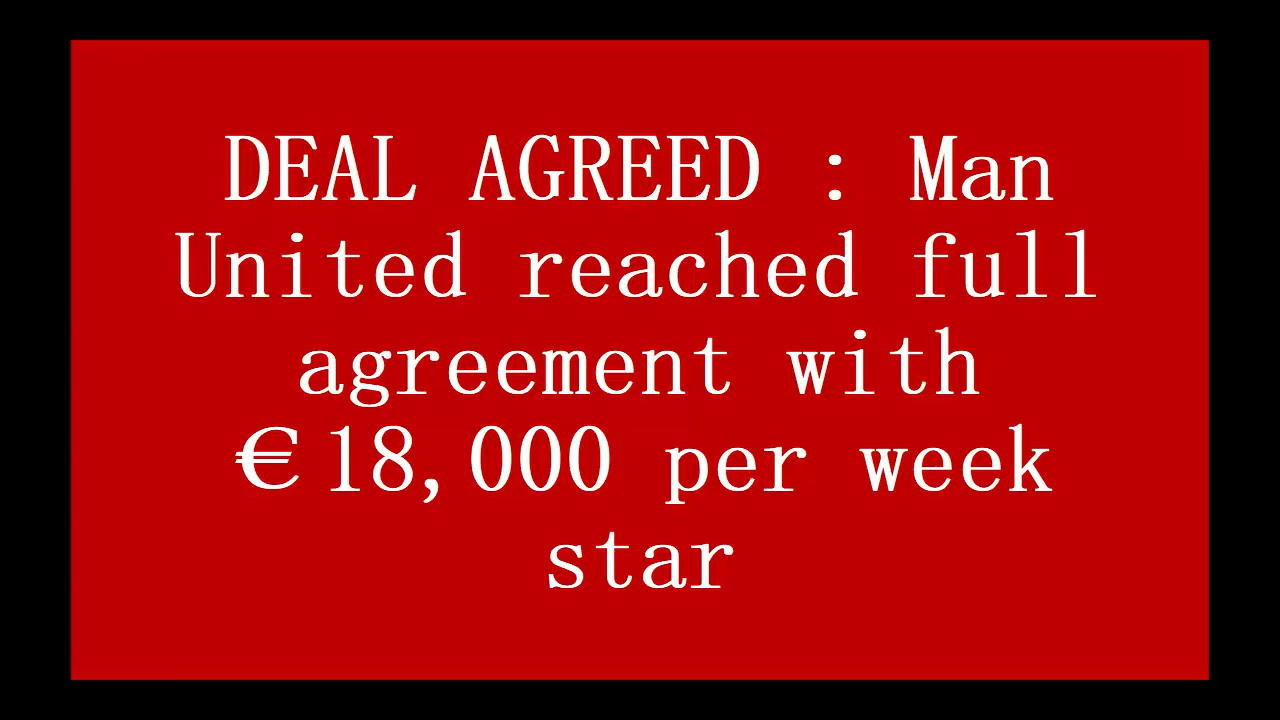 DEAL AGREED : Man
United reached full
agreement with
€18,000 per week
star